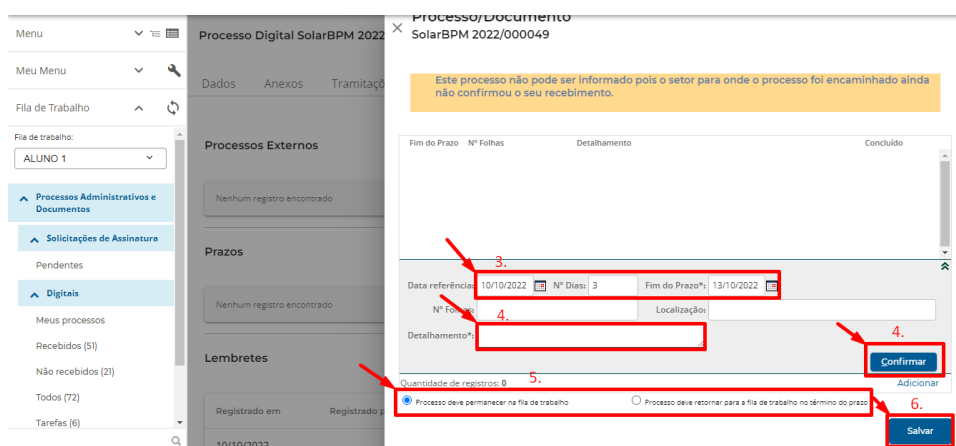 Menu
Meu Menu
Fila de Trabalho
Fila de trabalho:
ALUNO 1
Processos Administrativos e
Documentos
Solicitações de Assinatura
Pendentes
Digitais
Meus processos
Recebidos (51)
Não recebidos (21)
Todos (72)
Tarefas (6)
Processo Digital SolarBPM 2022
Dados Anexos Tramitaçõ
Processos Externos
Nenhum registro encontrado
Prazos
Nenhum registro encontrado
Lembretes
Registrado em Registrado p
10/10/2022
Processo/Documento
SolarBPM 2022/000049
Este processo não pode ser informado pois o setor para onde o processo foi encaminhado ainda
não confirmou o seu recebimento.
Fim do Prazo Nº Folhas Detalhamento Concluído
3.
Data referência: 10/10/2022 Nº Dias: 3 Fim do Prazo*: 13/10/2022
Nº Folhas: Localização:
4.
Detalhamento*:
4.
Confirmar
Quantidade de registros: 0
Adicionar
5.
Processo deve permanecer na fila de trabalho Processo deve retornar para a fila de trabalho no término do prazo
6.
Salvar